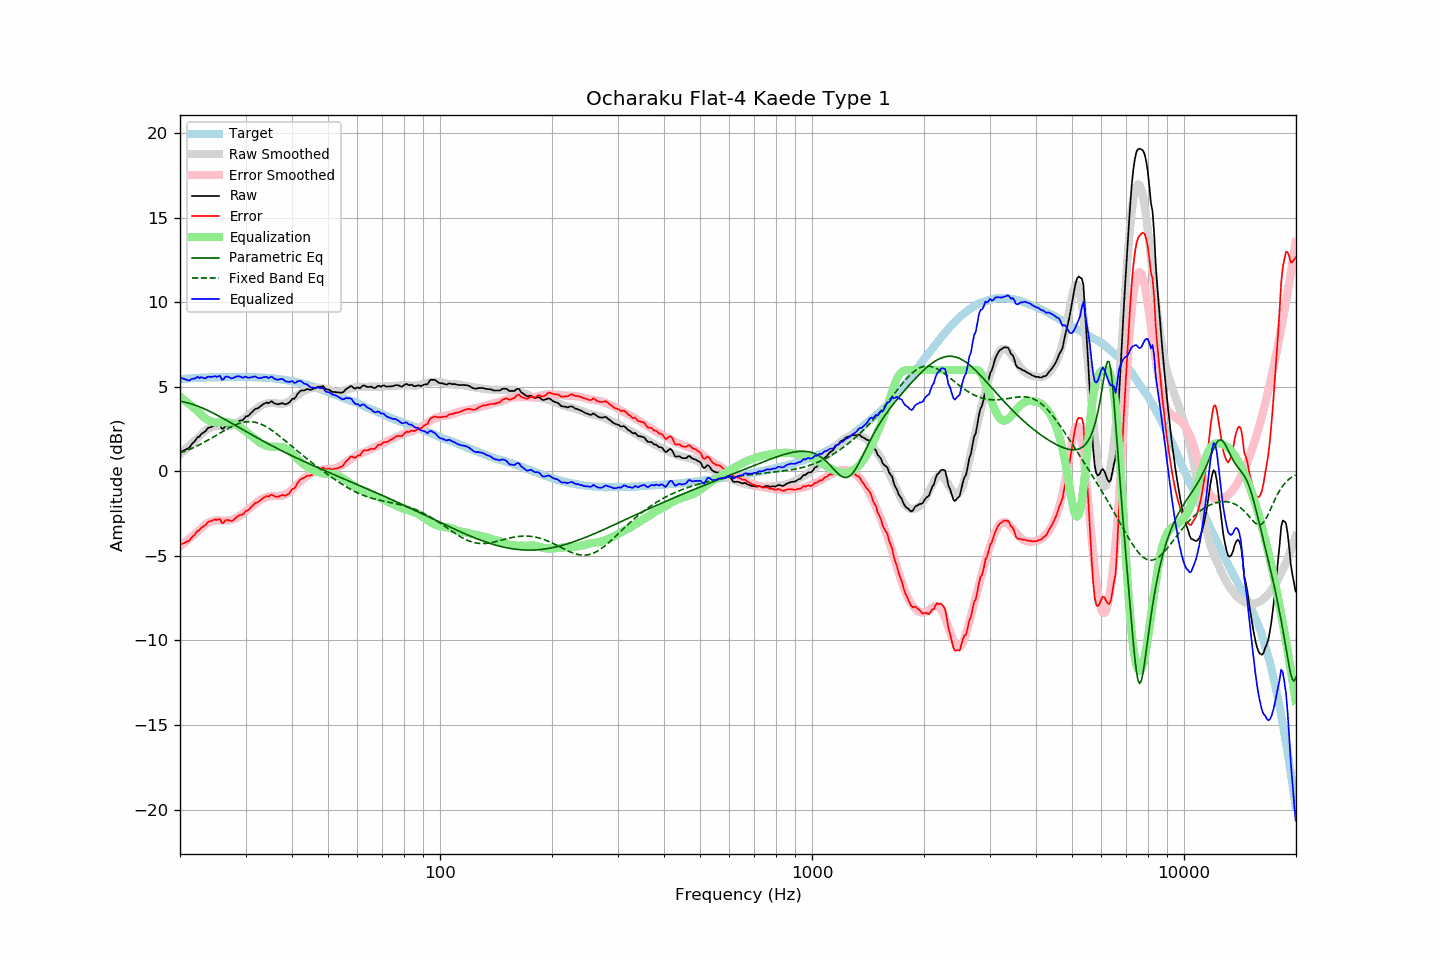 Ocharaku Flat-4 Kaede Type 1
Target
Raw Smoothed
Error Smoothed
Raw
Error
Equalization
Parametric Eq
Fixed Band Eq
Equalized
20
15
10
5
0
−5
−10
−15
−20
Amplitude (dBr)
100
1000
10000
Frequency (Hz)